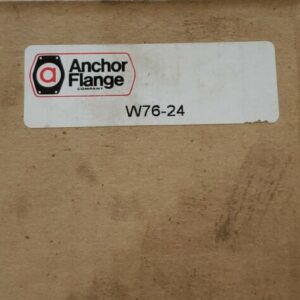 a Anchor
Flange
COMPANY
W76-24